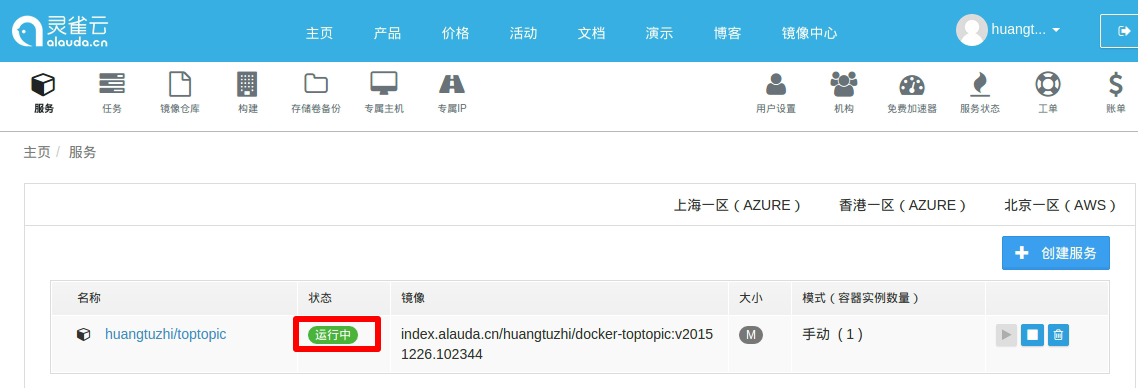 灵雀云
alauda.cn
主页 产品 价格 活动 文档 演示 博客 镜像中心 huangt...
服务 任务 镜像仓库 构建 存储卷备份 专属主机 专属IP 用户设置 机构 免费加速器 服务状态 工单 账单
主页 / 服务
上海一区（AZURE） 香港一区（AZURE） 北京一区（AWS）
创建服务
名称 状态 镜像 大小 模式（容器实例数量）
huangtuzhi/toptopic 运行中 index.alauda.cn/huangtuzhi/docker-toptopic:v2015 M 手动（1）
1226.102344